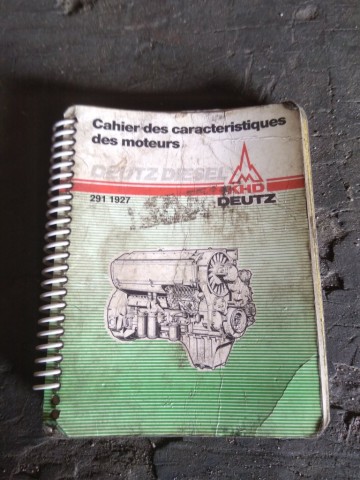 Cahier des caracteristiques
des moteurs
DEUTZ DIESEL
KHD
291 1927
DEUTZ